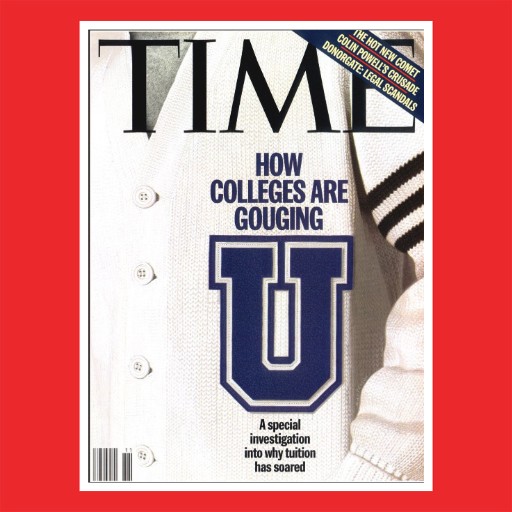 TIME
THE HOT NEW COMET
COLIN POWELL'S CRUSADE
DONORGATE: LEGAL SCANDALS
HOW
COLLEGES ARE
GOUGING
U
A special
investigation
into why tuition
has soared